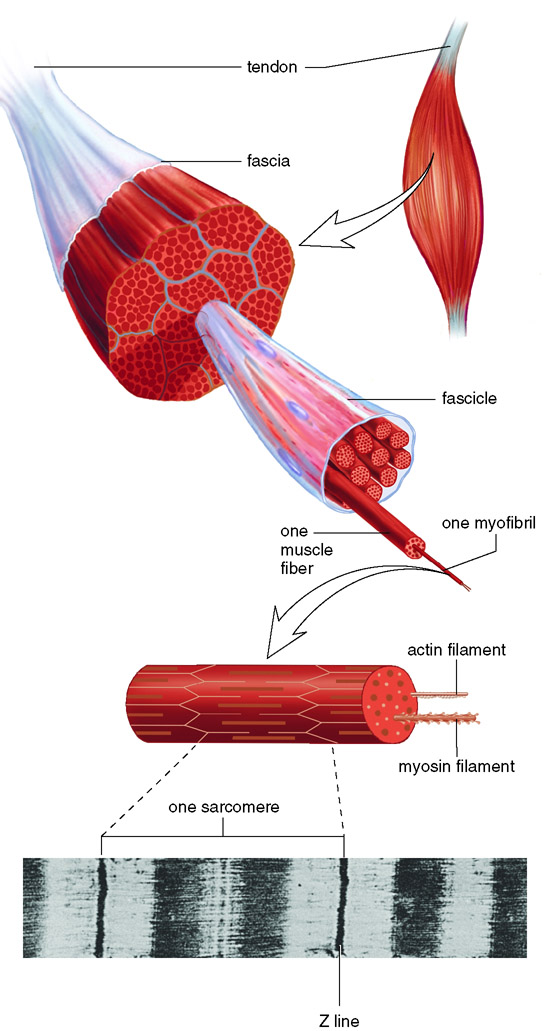 tendon
fascia
fascicle
one myofibril
one
muscle
fiber
actin filament
myosin filament
one sarcomere
Z line